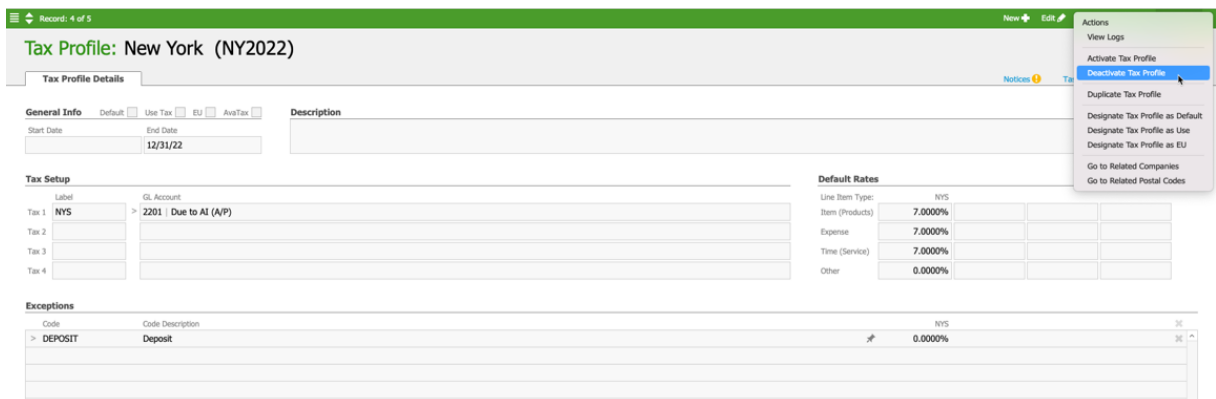 Record: 4 of 5
New
Edit
Actions
View Logs
Activate Tax Profile
Deactivate Tax Profile
Duplicate Tax Profile
Designate Tax Profile as Default
Designate Tax Profile as Use
Designate Tax Profile as EU
Go to Related Companies
Go to Related Postal Codes
Tax Profile: New York (NY2022)
Tax Profile Details
Notices
General Info Default Use Tax EU AvaTax
Description
Start Date End Date
12/31/22
Tax Setup
Label GL Account
Tax 1 NYS > 2201 | Due to AI (A/P)
Tax 2
Tax 3
Tax 4
Default Rates
Line Item Type: NYS
Item (Products) 7.0000%
Expense 7.0000%
Time (Service) 7.0000%
Other 0.0000%
Exceptions
Code Code Description NYS
> DEPOSIT Deposit 0.0000%